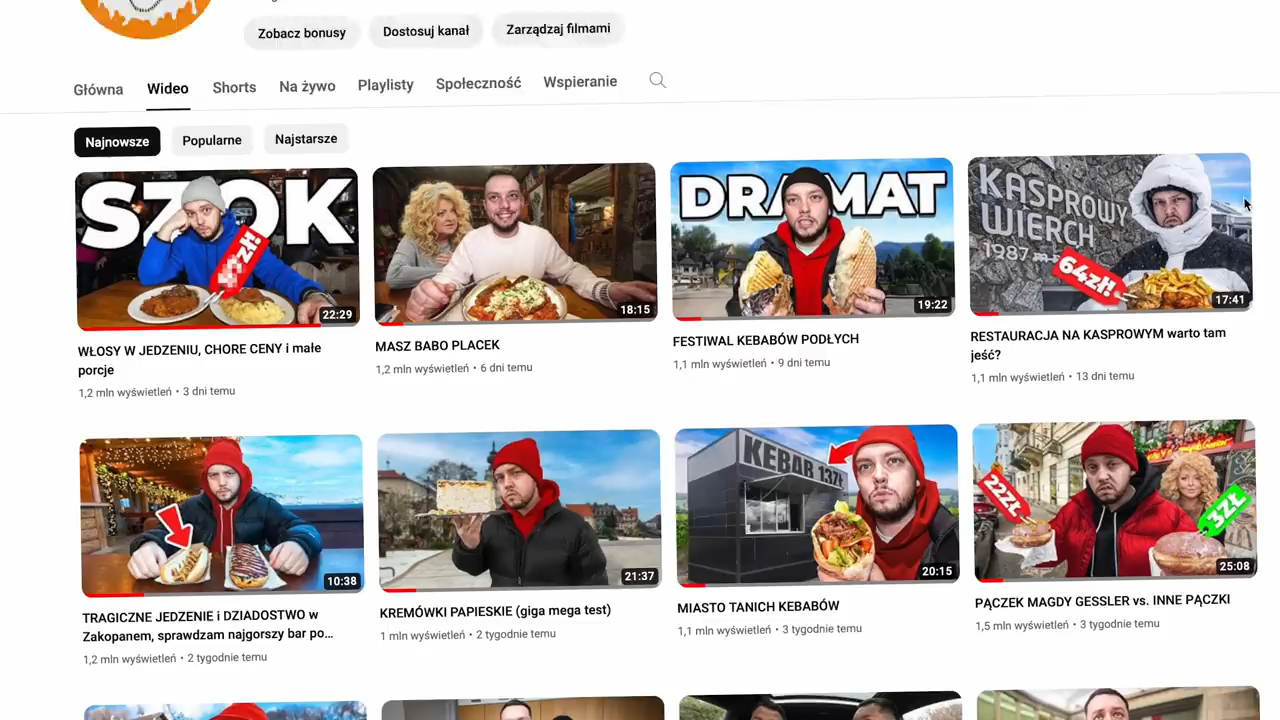 Zobacz bonusy
Dostosuj kanał
Zarządzaj filmami
Główna
Wideo
Shorts
Na żywo
Playlisty
Społeczność
Wspieranie
Najnowsze
Popularne
Najstarsze
SZOK
22:29
18:15
DRAMAT
19:22
KASPROWY
WIERCH
1987
64zł!
17:41
WŁOSY W JEDZENIU, CHORE CENY i małe
porcje
1,2 mln wyświetleń • 3 dni temu
MASZ BABO PLACEK
1,2 mln wyświetleń • 6 dni temu
FESTIWAL KEBABÓW PODŁYCH
1,1 mln wyświetleń • 9 dni temu
RESTAURACJA NA KASPROWYM warto tam
jeść?
1,1 mln wyświetleń • 13 dni temu
10:38
21:37
KEBAB 13ZŁ
20:15
22ZŁ
3ZŁ
25:08
TRAGICZNE JEDZENIE i DZIADOSTWO w
Zakopanem, sprawdzam najgorszy bar po...
1,2 mln wyświetleń • 2 tygodnie temu
KREMÓWKI PAPIESKIE (giga mega test)
1 mln wyświetleń • 2 tygodnie temu
MIASTO TANICH KEBABÓW
1,1 mln wyświetleń • 3 tygodnie temu
PĄCZEK MAGDY GESSLER vs. INNE PĄCZKI
1,5 mln wyświetleń • 3 tygodnie temu